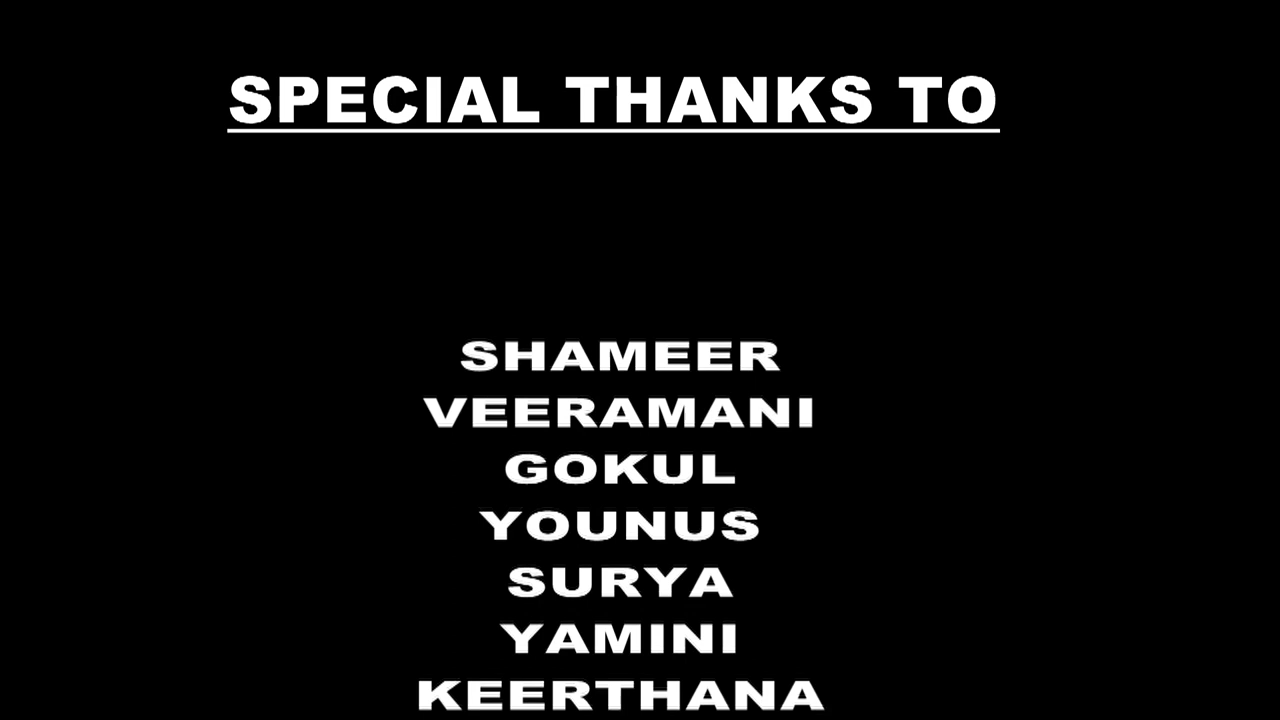 SPECIAL THANKS TO
SHAMEER
VEERAMANI
GOKUL
YOUNUS
SURYA
YAMINI
KEERTHANA